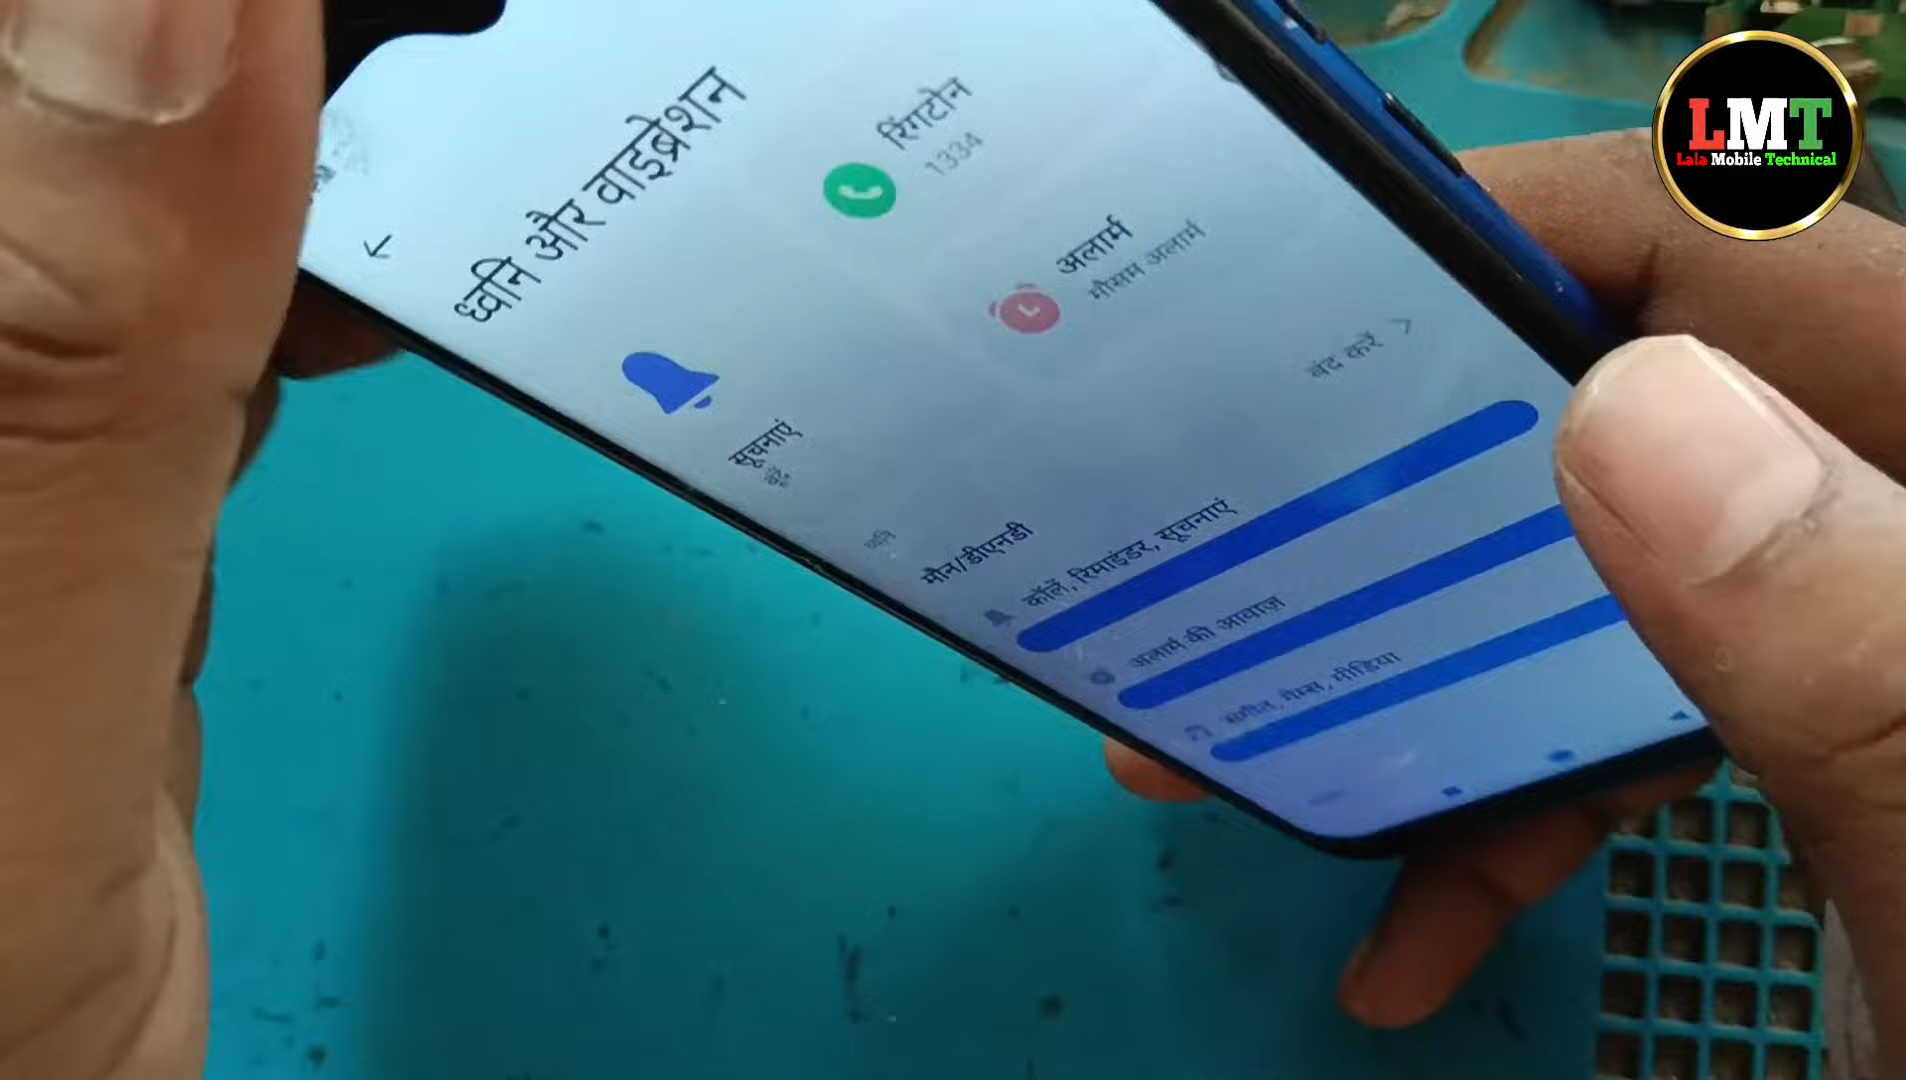 LMT
Lala Mobile Technical
ध्वनि और वाइब्रेशन
रिंगटोन
1334
अलार्म
मौसम अलार्म
सूचनाएं
बंद करें
ध्वनि
मौन/डीएनडी
कॉलें, रिमाइंडर, सूचनाएं
अलार्म की आवाज़
संगीत, गेम्स, मीडिया